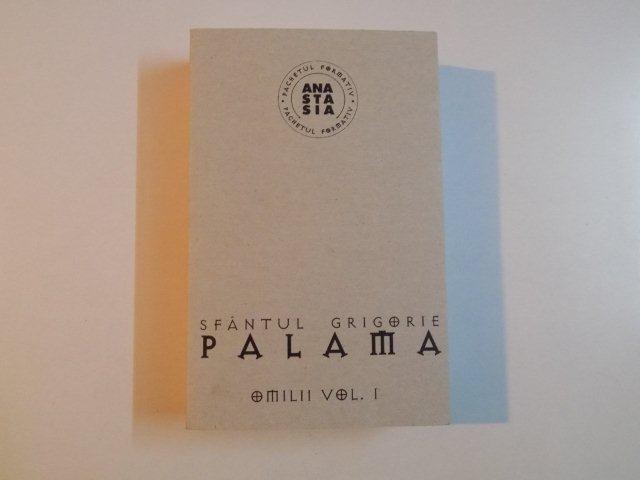 PACHETUL FORMATIV
ANA
STA
SIA
PACHETUL FORMATIV
SFÂNTUL GRIGORIE
PALAMA
OMILII VOL. I